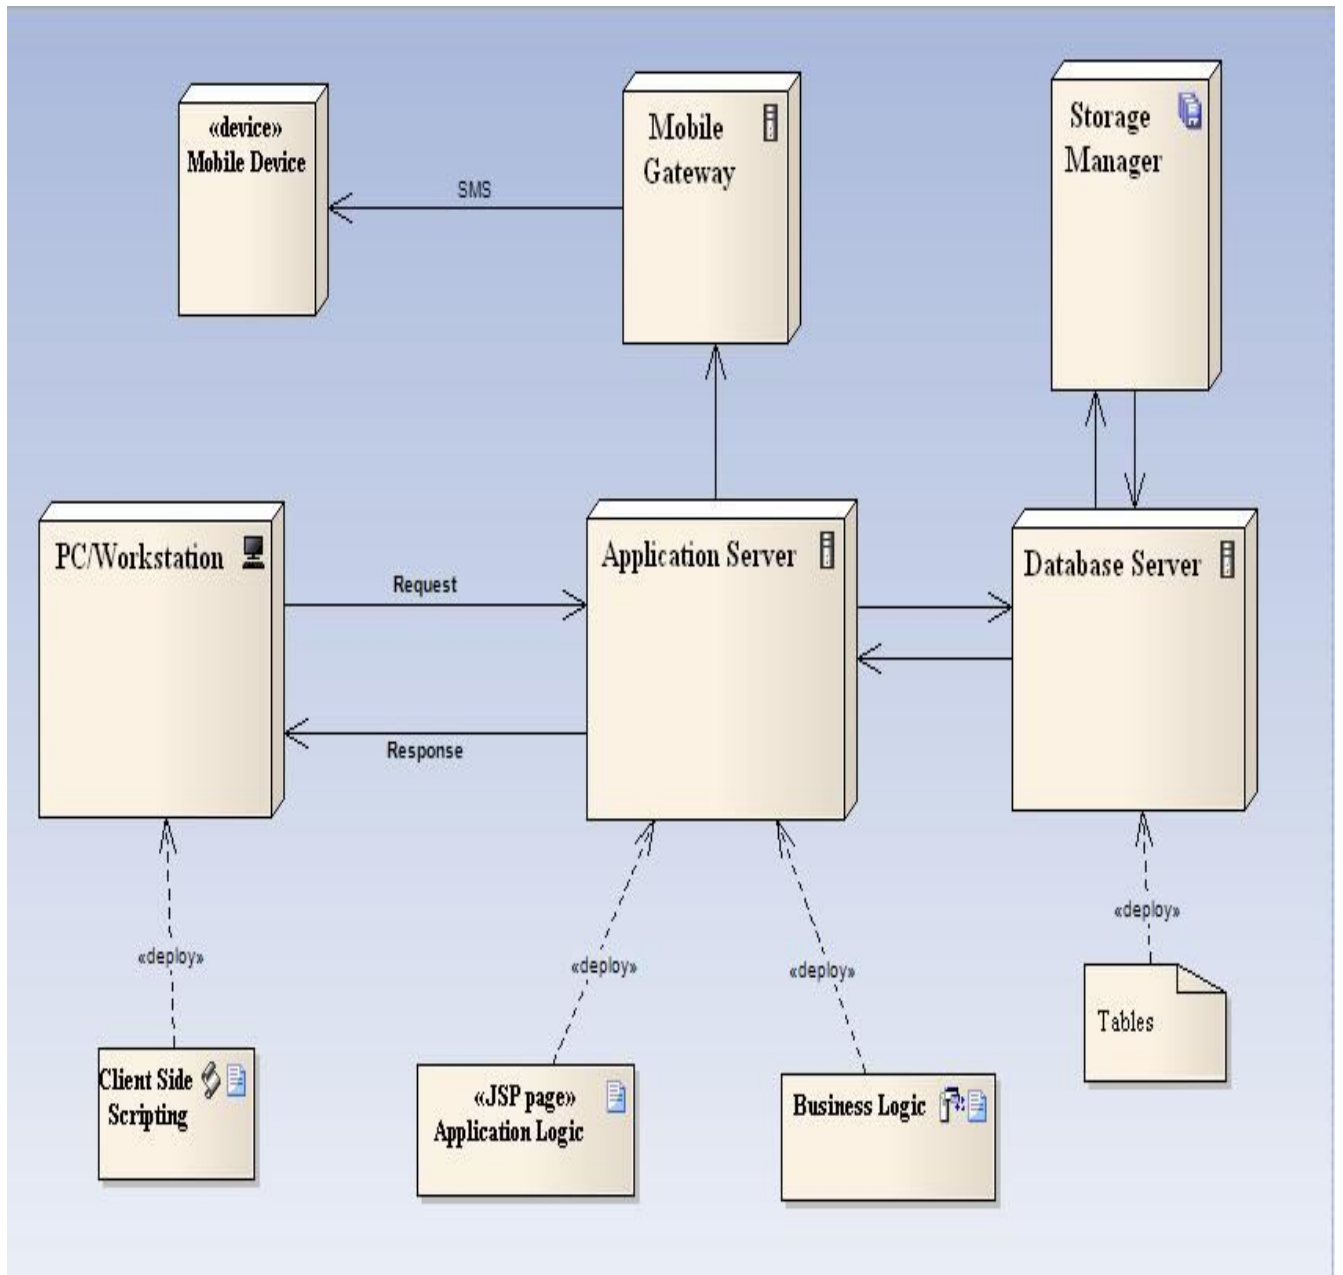 «device»
Mobile Device
SMS
Mobile
Gateway
Storage
Manager
PC/Workstation
Request
Response
Application Server
Database Server
«deploy»
«deploy»
«deploy»
«deploy»
Client Side
Scripting
«JSP page»
Application Logic
Business Logic
Tables